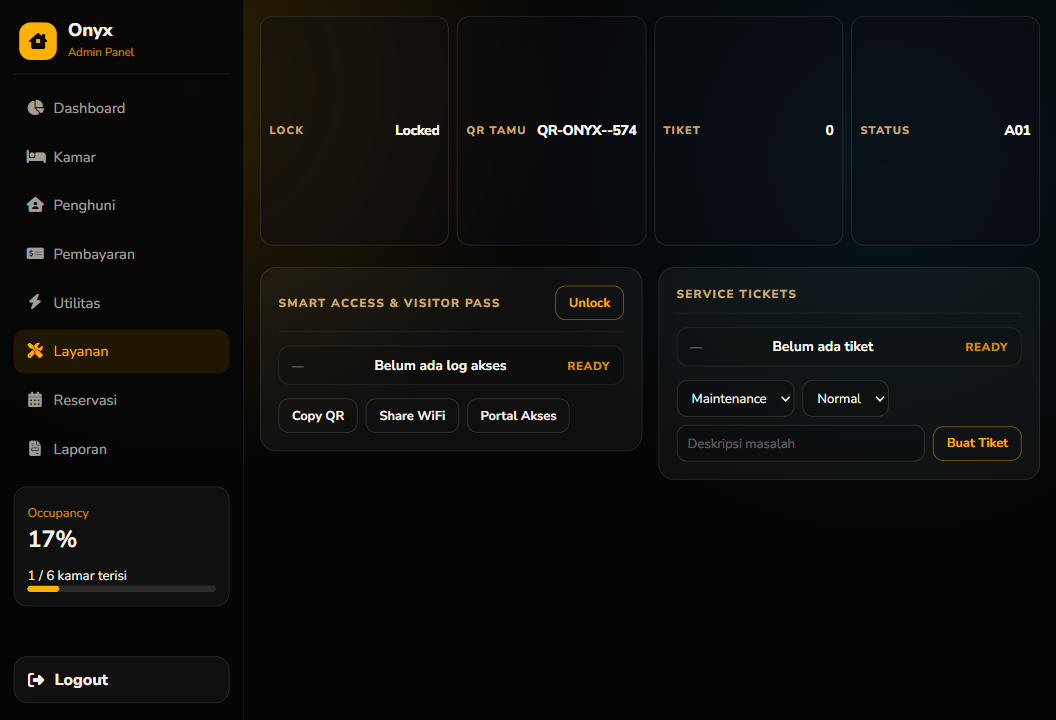 Onyx
Admin Panel
Dashboard
Kamar
Penghuni
Pembayaran
Utilitas
Layanan
Reservasi
Laporan
Occupancy
17%
1 / 6 kamar terisi
Logout
LOCK Locked
QR TAMU QR-ONYX--574
TIKET 0
STATUS A01
SMART ACCESS & VISITOR PASS Unlock
— Belum ada log akses READY
Copy QR Share WiFi Portal Akses
SERVICE TICKETS
— Belum ada tiket READY
Maintenance Normal
Deskripsi masalah Buat Tiket